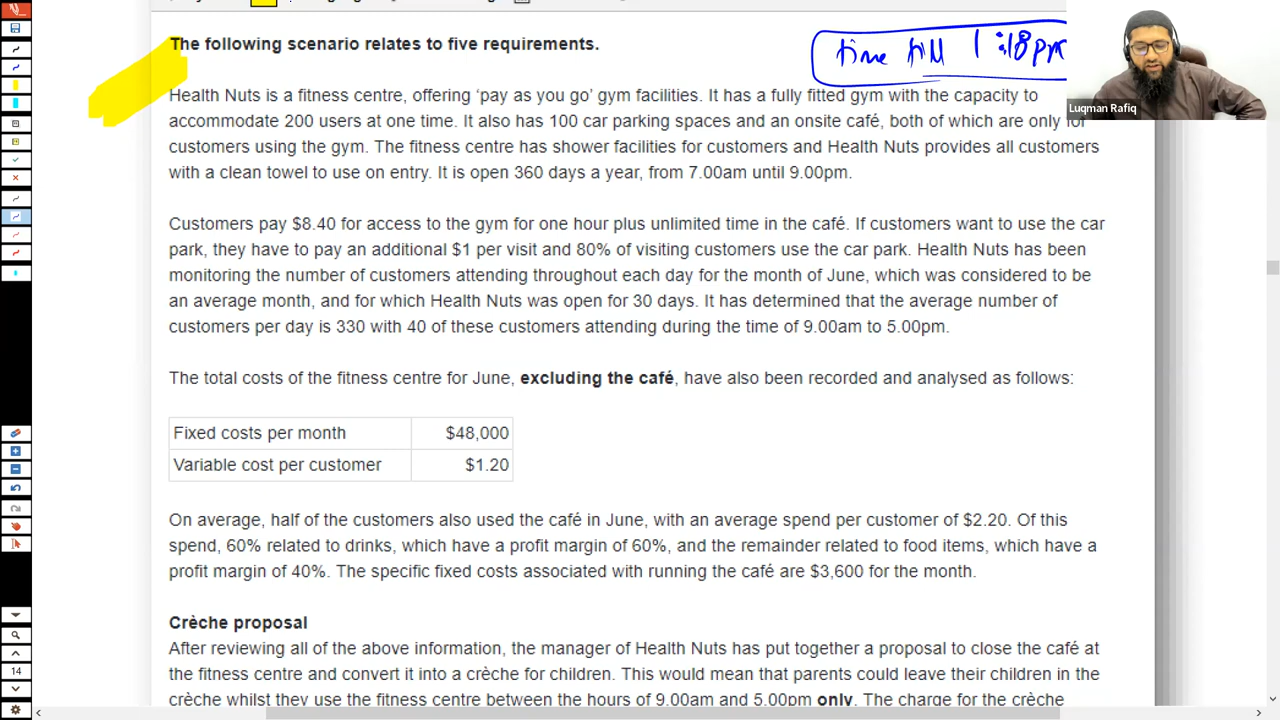 The following scenario relates to five requirements.
time till 1:18pm
Luqman Rafiq
Health Nuts is a fitness centre, offering ‘pay as you go’ gym facilities. It has a fully fitted gym with the capacity to
accommodate 200 users at one time. It also has 100 car parking spaces and an onsite café, both of which are only for
customers using the gym. The fitness centre has shower facilities for customers and Health Nuts provides all customers
with a clean towel to use on entry. It is open 360 days a year, from 7.00am until 9.00pm.
Customers pay $8.40 for access to the gym for one hour plus unlimited time in the café. If customers want to use the car
park, they have to pay an additional $1 per visit and 80% of visiting customers use the car park. Health Nuts has been
monitoring the number of customers attending throughout each day for the month of June, which was considered to be
an average month, and for which Health Nuts was open for 30 days. It has determined that the average number of
customers per day is 330 with 40 of these customers attending during the time of 9.00am to 5.00pm.
The total costs of the fitness centre for June, excluding the café, have also been recorded and analysed as follows:
Fixed costs per month $48,000
Variable cost per customer $1.20
On average, half of the customers also used the café in June, with an average spend per customer of $2.20. Of this
spend, 60% related to drinks, which have a profit margin of 60%, and the remainder related to food items, which have a
profit margin of 40%. The specific fixed costs associated with running the café are $3,600 for the month.
Crèche proposal
After reviewing all of the above information, the manager of Health Nuts has put together a proposal to close the café at
the fitness centre and convert it into a crèche for children. This would mean that parents could leave their children in the
crèche whilst they use the fitness centre between the hours of 9.00am and 5.00pm only. The charge for the crèche
14